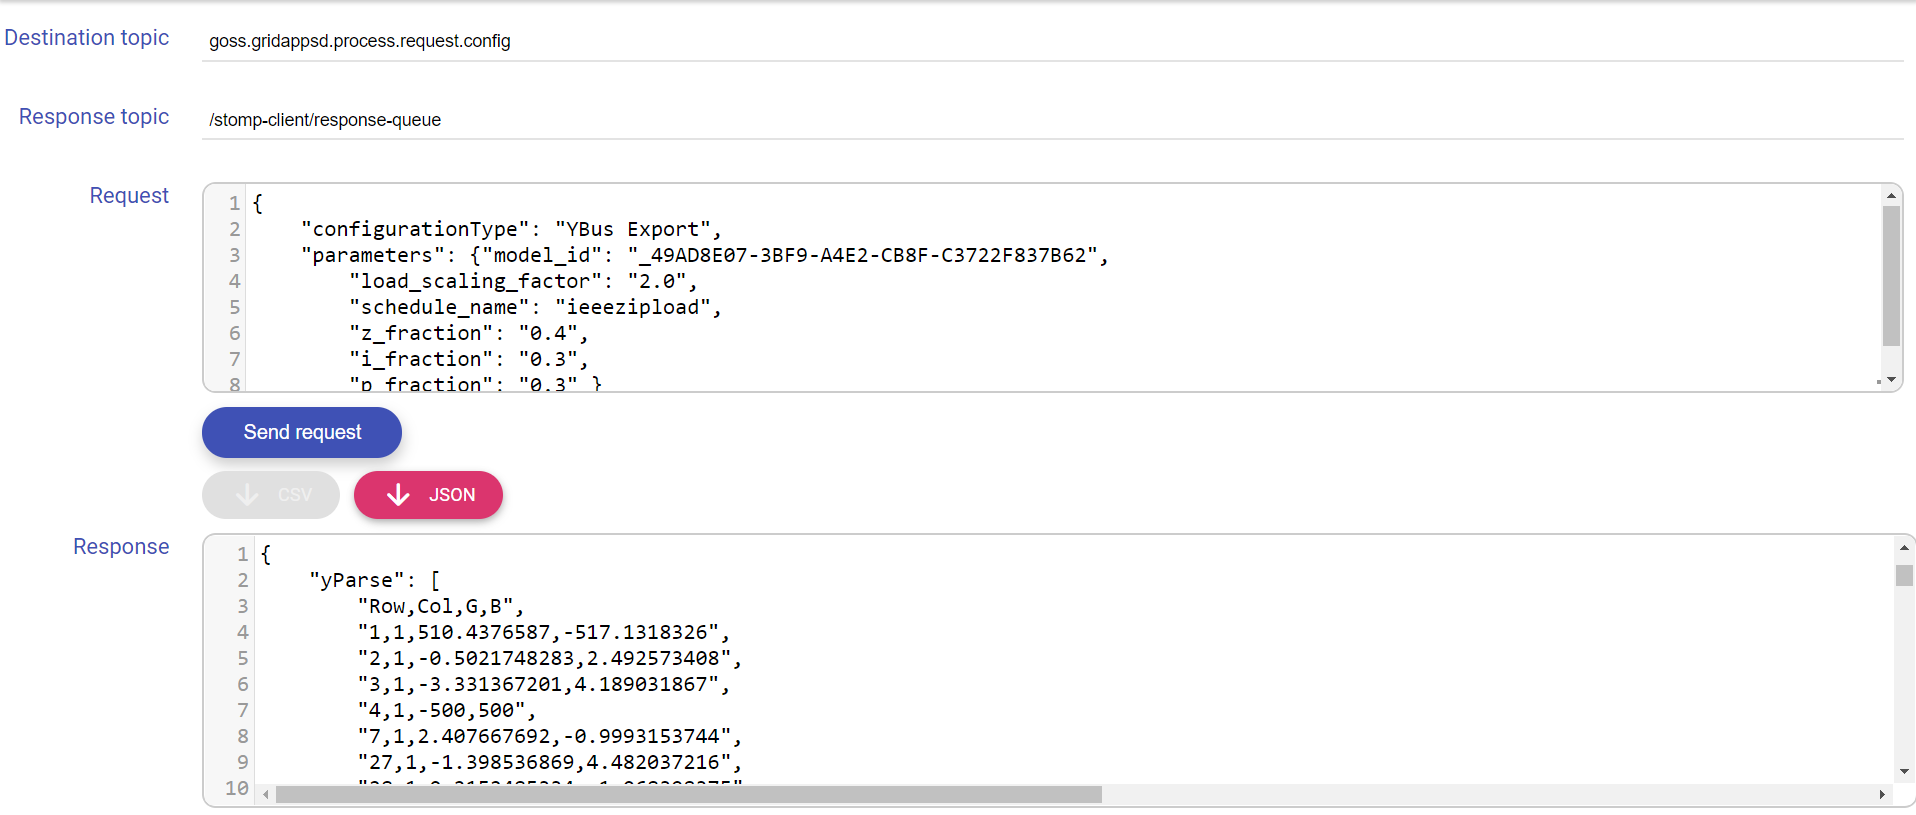 Destination topic
goss.gridappsd.process.request.config
Response topic
/stomp-client/response-queue
Request
1 {
2     "configurationType": "YBus Export",
3     "parameters": {"model_id": "_49AD8E07-3BF9-A4E2-CB8F-C3722F837B62",
4         "load_scaling_factor": "2.0",
5         "schedule_name": "ieeezipload",
6         "z_fraction": "0.4",
7         "i_fraction": "0.3",
8         "p_fraction": "0.3" }
Send request
CSV
JSON
Response
1 {
2     "yParse": [
3         "Row,Col,G,B",
4         "1,1,510.4376587,-517.1318326",
5         "2,1,-0.5021748283,2.492573408",
6         "3,1,-3.331367201,4.189031867",
7         "4,1,-500,500",
8         "7,1,2.407667692,-0.9993153744",
9         "27,1,-1.398536869,4.482037216",
10